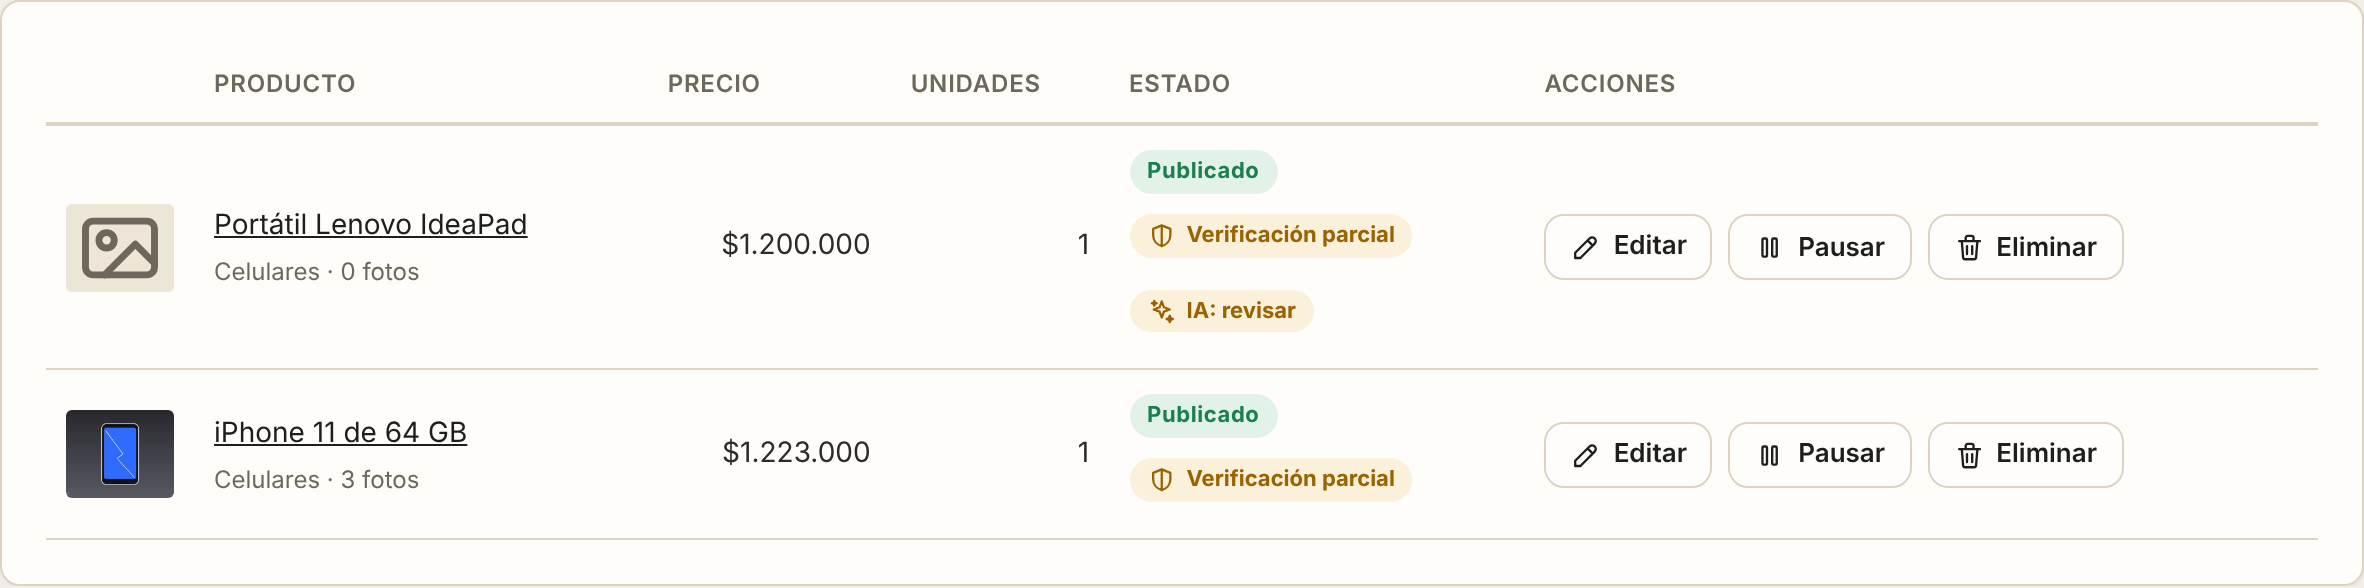 PRODUCTO PRECIO UNIDADES ESTADO ACCIONES
Portátil Lenovo IdeaPad
Celulares · 0 fotos
$1.200.000
1
Publicado
Verificación parcial
IA: revisar
Editar Pausar Eliminar
iPhone 11 de 64 GB
Celulares · 3 fotos
$1.223.000
1
Publicado
Verificación parcial
Editar Pausar Eliminar